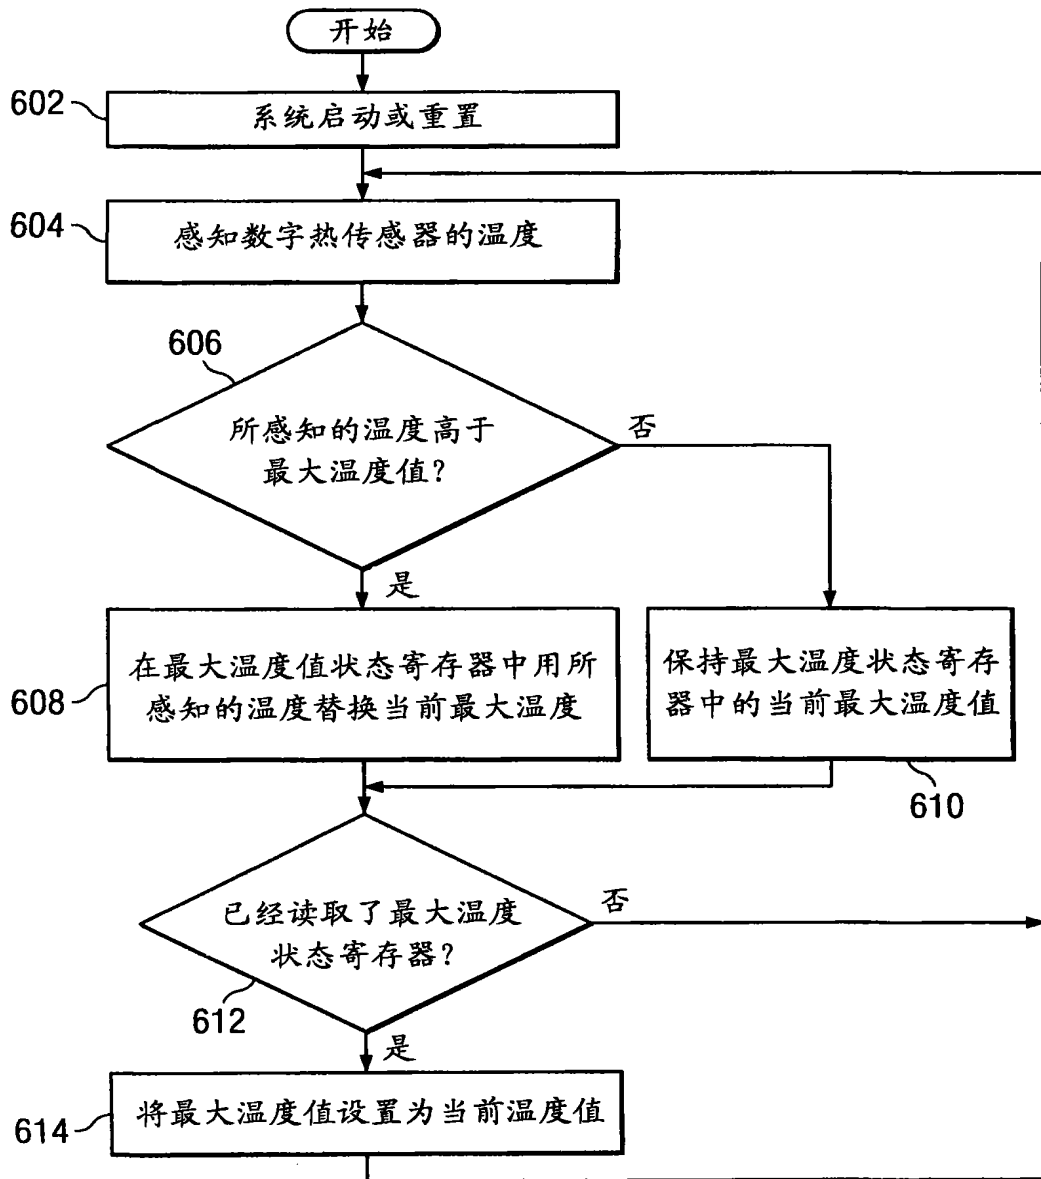 开始
602
系统启动或重置
604
感知数字热传感器的温度
606
所感知的温度高于
最大温度值?
否
是
608
在最大温度值状态寄存器中用所
感知的温度替换当前最大温度
保持最大温度状态寄存
器中的当前最大温度值
610
已经读取了最大温度
状态寄存器?
否
612
是
614
将最大温度值设置为当前温度值